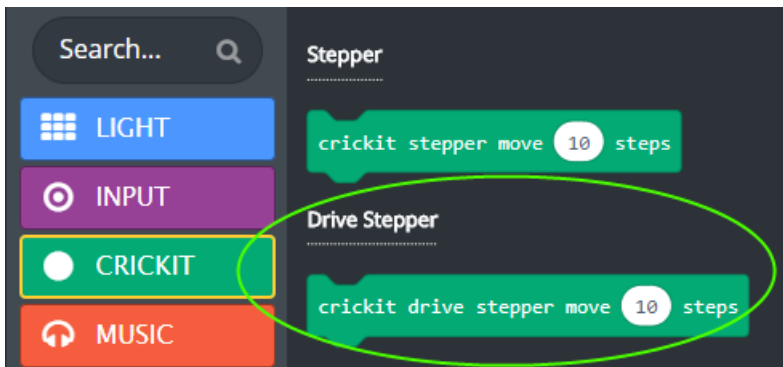 Search...
LIGHT
INPUT
CRICKIT
MUSIC
Stepper
crickit stepper move 10 steps
Drive Stepper
crickit drive stepper move 10 steps